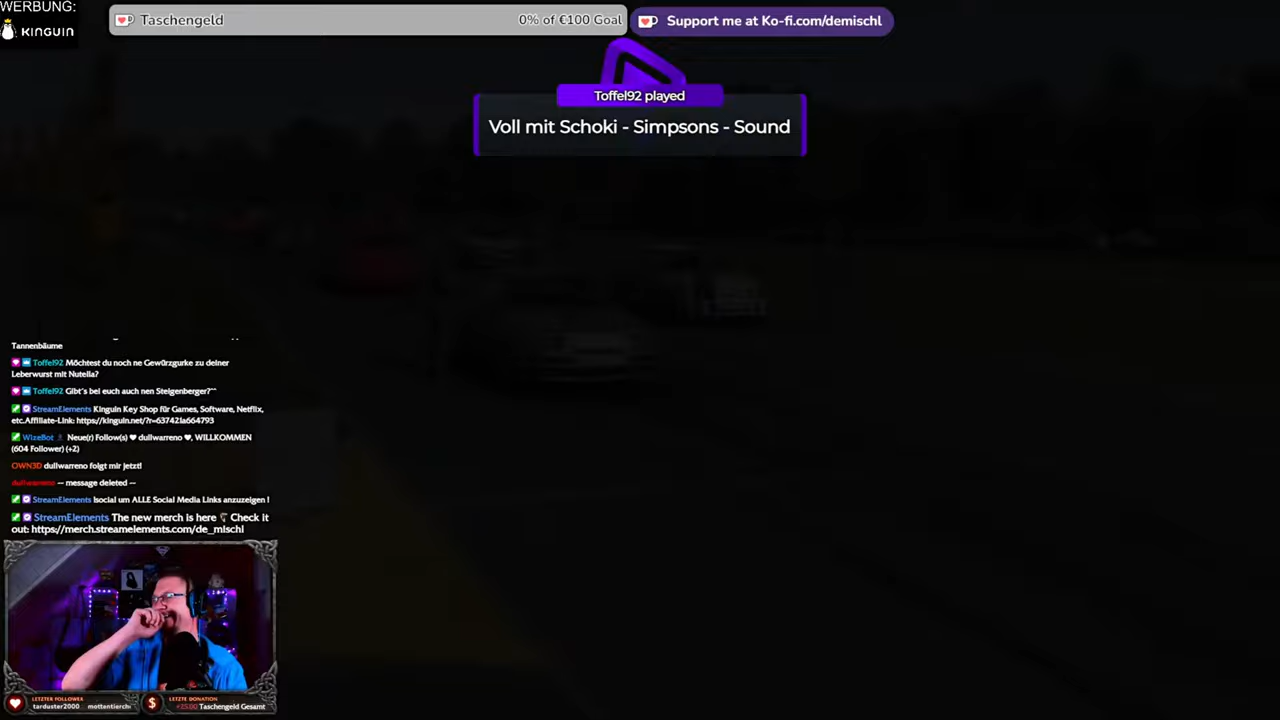 WERBUNG:
KINGUIN
Taschengeld
0% of €100 Goal
Support me at Ko-fi.com/demischl
Toffel92 played
Voll mit Schoki - Simpsons - Sound
Tannenbäume
Toffel92 Möchtest du noch ne Gewürzgurke zu deiner
Leberwurst mit Nutella?
Toffel92 Gibt's bei euch auch nen Steigenberger?^^
StreamElements Kinguin Key Shop für Games, Software, Netflix,
etc.Affiliate-Link: https://kinguin.net/?r=637421a664793
WizeBot Neue(r) Follow(s) ♥ dullwarreno ♥, WILLKOMMEN
(604 Follower) (+2)
OWN3D dullwarreno folgt mir jetzt!
dullwarreno -- message deleted --
StreamElements !social um ALLE Social Media Links anzuzeigen !
StreamElements The new merch is here Check it
out: https://merch.streamelements.com/de_mischl
LETZTER FOLLOWER
tarduster2000
LETZTE DONATION
Taschengeld Gesamt